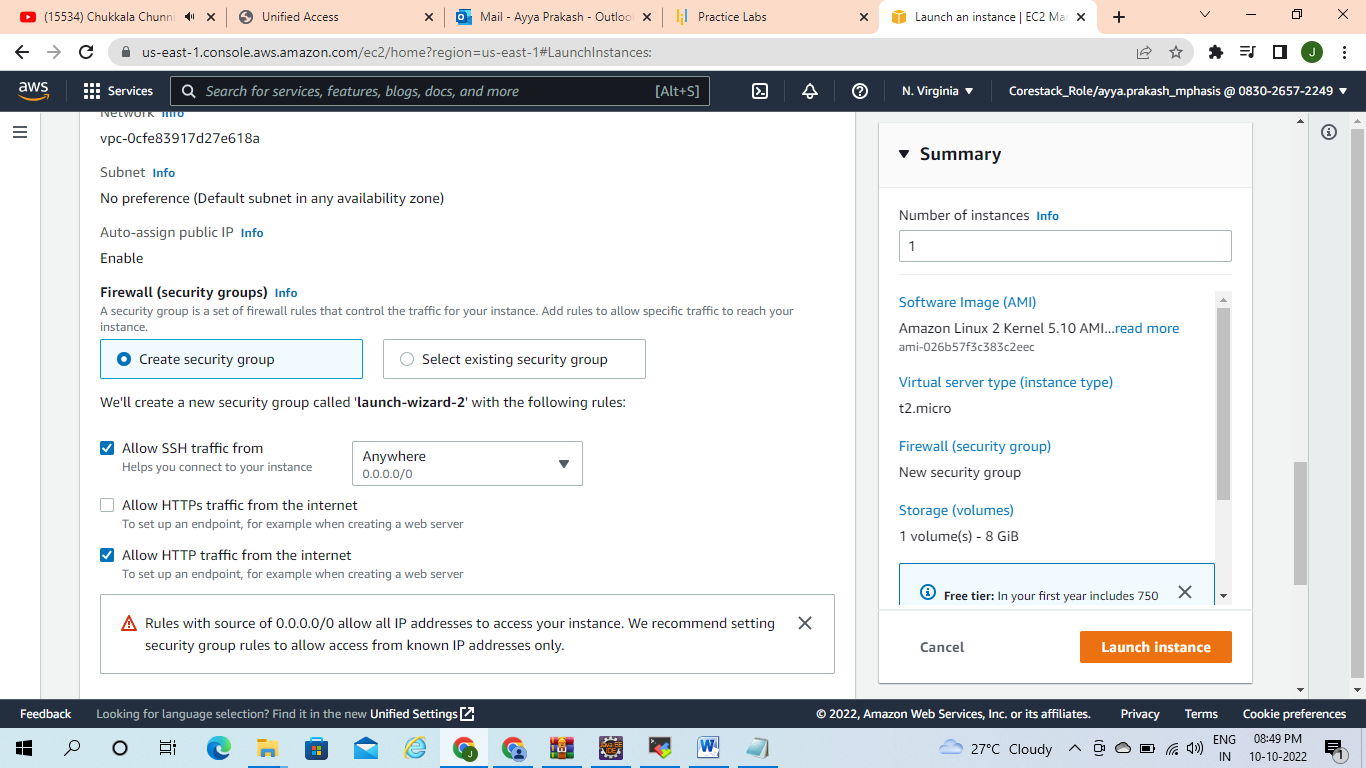 (15534) Chukkala Chunni
Unified Access
Mail - Ayya Prakash - Outloo
Practice Labs
Launch an instance | EC2 Ma
us-east-1.console.aws.amazon.com/ec2/home?region=us-east-1#LaunchInstances:
J
aws
Services
Search for services, features, blogs, docs, and more
[Alt+S]
N. Virginia
Corestack_Role/ayya.prakash_mphasis @ 0830-2657-2249
Network Info
vpc-0cfe83917d27e618a
Subnet Info
No preference (Default subnet in any availability zone)
Auto-assign public IP Info
Enable
Firewall (security groups) Info
A security group is a set of firewall rules that control the traffic for your instance. Add rules to allow specific traffic to reach your
instance.
Create security group
Select existing security group
We'll create a new security group called 'launch-wizard-2' with the following rules:
Allow SSH traffic from
Helps you connect to your instance
Anywhere
0.0.0.0/0
Allow HTTPs traffic from the internet
To set up an endpoint, for example when creating a web server
Allow HTTP traffic from the internet
To set up an endpoint, for example when creating a web server
Rules with source of 0.0.0.0/0 allow all IP addresses to access your instance. We recommend setting
security group rules to allow access from known IP addresses only.
Summary
Number of instances Info
1
Software Image (AMI)
Amazon Linux 2 Kernel 5.10 AMI...read more
ami-026b57f3c383c2eec
Virtual server type (instance type)
t2.micro
Firewall (security group)
New security group
Storage (volumes)
1 volume(s) - 8 GiB
Free tier: In your first year includes 750
Cancel
Launch instance
Feedback
Looking for language selection? Find it in the new Unified Settings
© 2022, Amazon Web Services, Inc. or its affiliates.
Privacy
Terms
Cookie preferences
27°C Cloudy
ENG
IN
08:49 PM
10-10-2022
1